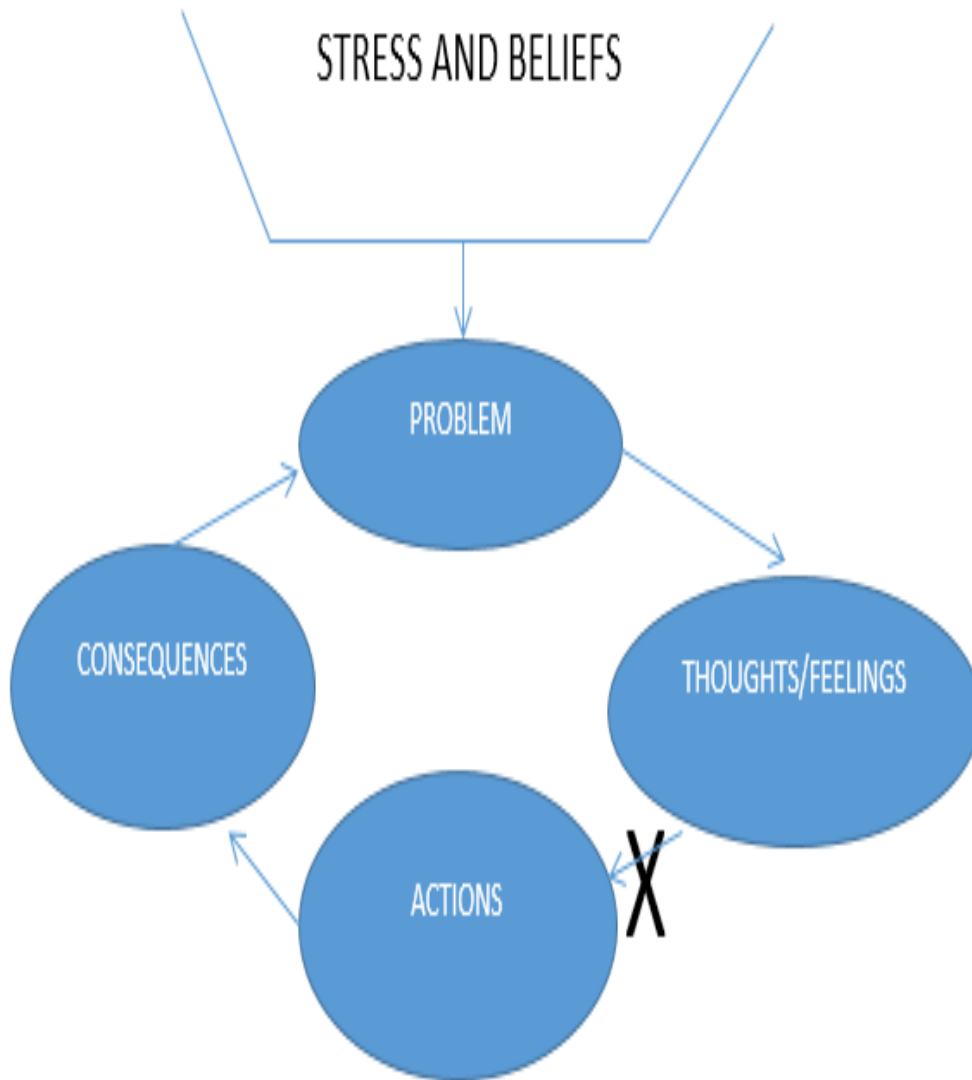 STRESS AND BELIEFS
PROBLEM
CONSEQUENCES
THOUGHTS/FEELINGS
ACTIONS
X